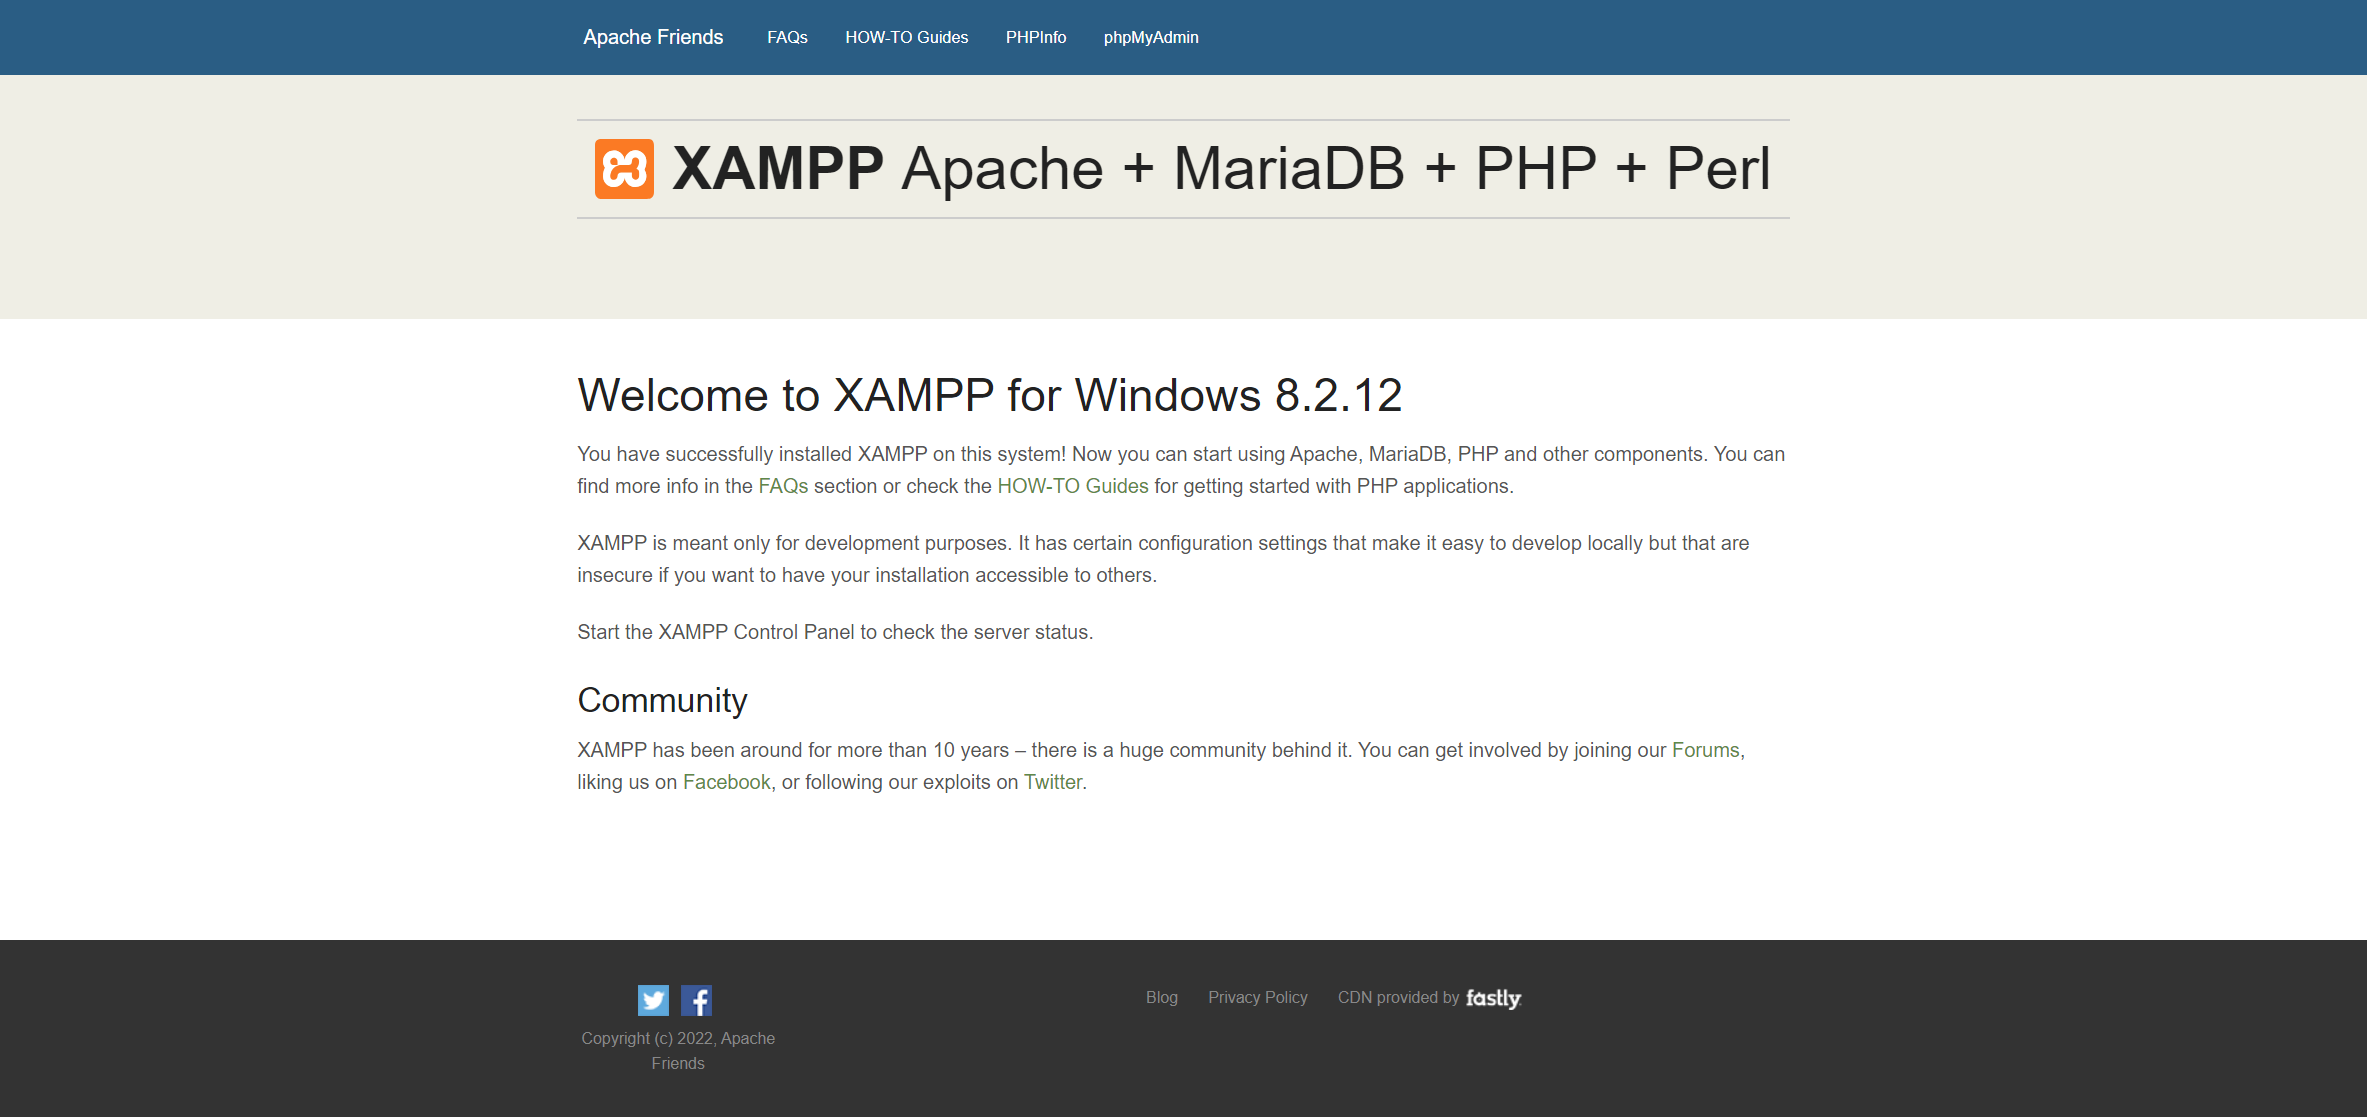 Apache Friends FAQs HOW-TO Guides PHPInfo phpMyAdmin
XAMPP Apache + MariaDB + PHP + Perl
Welcome to XAMPP for Windows 8.2.12
You have successfully installed XAMPP on this system! Now you can start using Apache, MariaDB, PHP and other components. You can
find more info in the FAQs section or check the HOW-TO Guides for getting started with PHP applications.
XAMPP is meant only for development purposes. It has certain configuration settings that make it easy to develop locally but that are
insecure if you want to have your installation accessible to others.
Start the XAMPP Control Panel to check the server status.
Community
XAMPP has been around for more than 10 years – there is a huge community behind it. You can get involved by joining our Forums,
liking us on Facebook, or following our exploits on Twitter.
Blog Privacy Policy CDN provided by fastly
Copyright (c) 2022, Apache
Friends